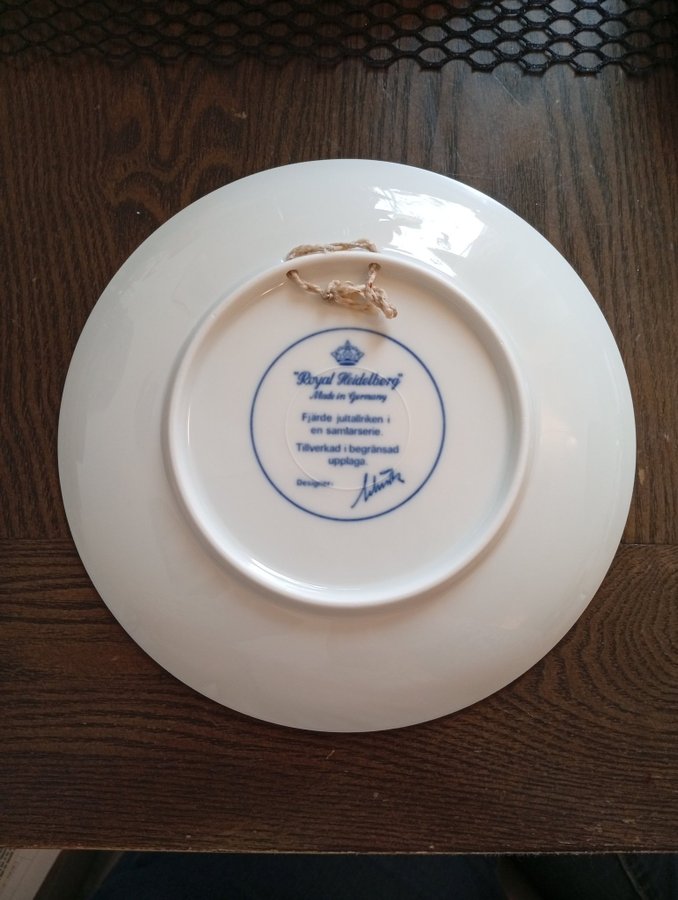 "Royal Heidelberg"
Made in Germany
Fjärde jultallriken i
en samlarserie.
Tillverkad i begränsad
upplaga.
Designer: